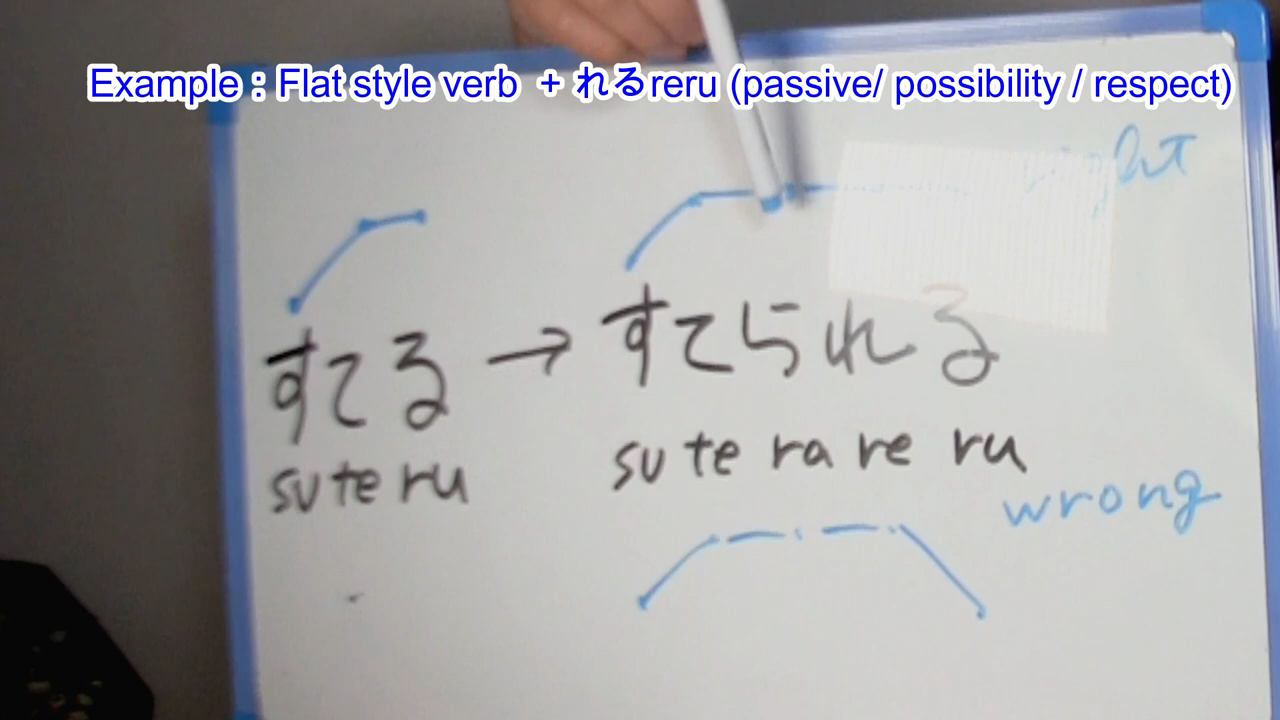 Example : Flat style verb + れるreru (passive/ possibility / respect)
right
すてる → すてられる
suteru
su te ra re ru
wrong